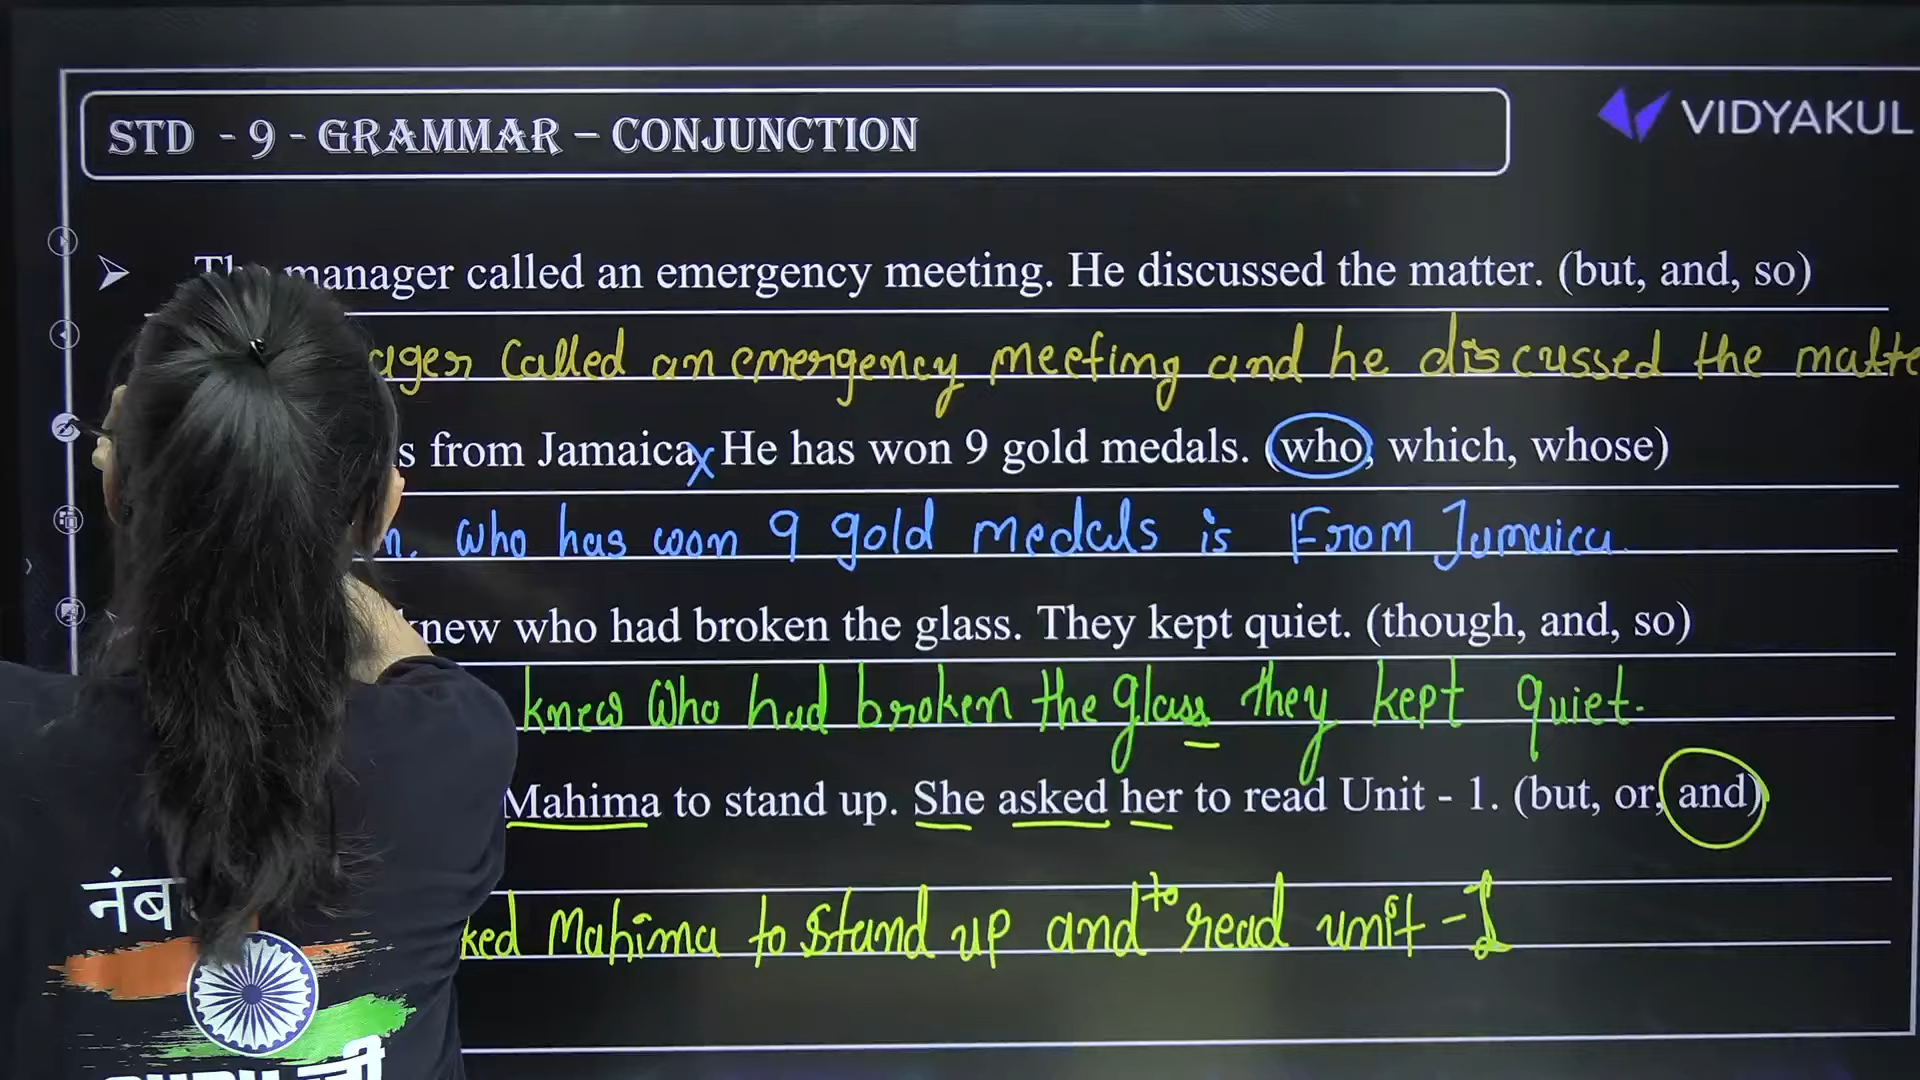 STD - 9 - GRAMMAR – CONJUNCTION
VIDYAKUL
manager called an emergency meeting. He discussed the matter. (but, and, so)
called an emergency meeting and he discussed the matte
from Jamaica He has won 9 gold medals. (who, which, whose)
who has won 9 gold medals is From Jamaica.
knew who had broken the glass. They kept quiet. (though, and, so)
knew who had broken the glass they kept quiet.
Mahima to stand up. She asked her to read Unit - 1. (but, or, and)
ked Mahima to stand up and to read unit - 1
नंब